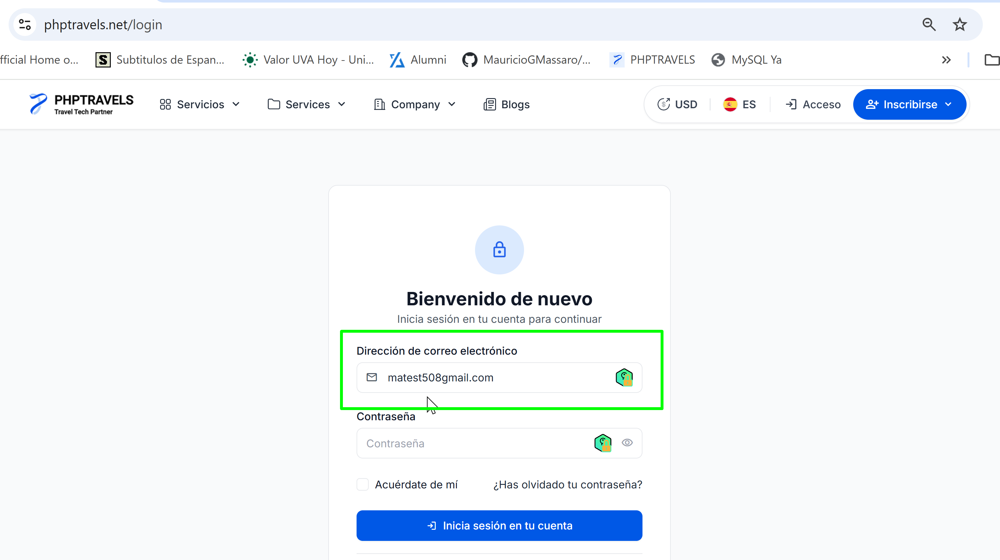 phptravels.net/login
fficial Home o...
Subtitulos de Espan...
Valor UVA Hoy - Uni...
Alumni
MauricioGMassaro/...
PHPTRAVELS
MySQL Ya
PHPTRAVELS
Travel Tech Partner
Servicios
Services
Company
Blogs
USD
ES
Acceso
Inscribirse
Bienvenido de nuevo
Inicia sesión en tu cuenta para continuar
Dirección de correo electrónico
matest508gmail.com
Contraseña
Contraseña
Acuérdate de mí
¿Has olvidado tu contraseña?
Inicia sesión en tu cuenta